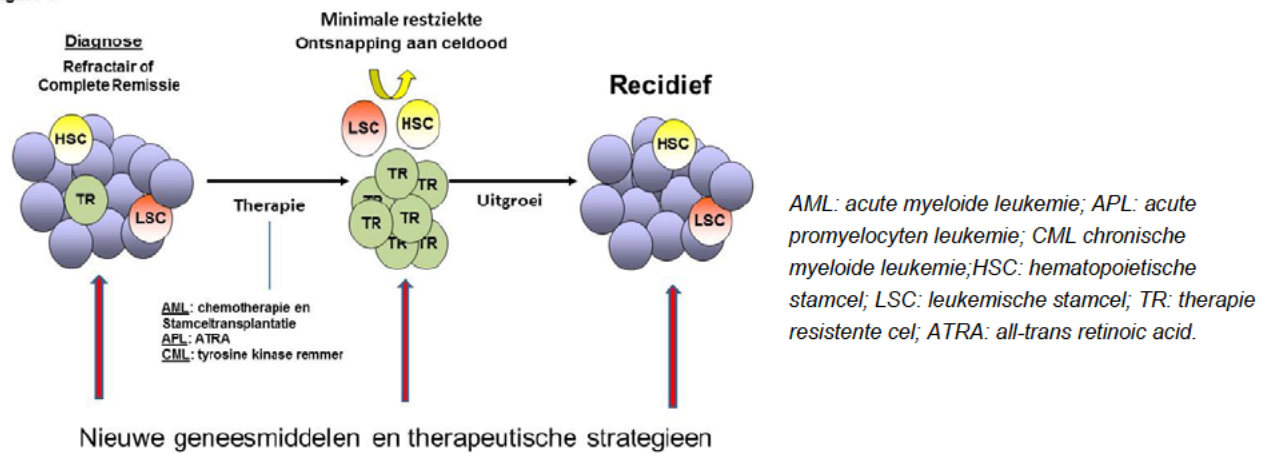 Diagnose
Refractair of
Complete Remissie
HSC
TR
LSC
Therapie
AML: chemotherapie en
Stamceltransplantatie
APL: ATRA
CML: tyrosine kinase remmer
Minimale restziekte
Ontsnapping aan celdood
LSC
HSC
TR
TR
TR
TR
TR
TR
TR
Uitgroei
Recidief
HSC
LSC
AML: acute myeloide leukemie; APL: acute
promyelocyten leukemie; CML chronische
myeloide leukemie;HSC: hematopoietische
stamcel; LSC: leukemische stamcel; TR: therapie
resistente cel; ATRA: all-trans retinoic acid.
Nieuwe geneesmiddelen en therapeutische strategieen